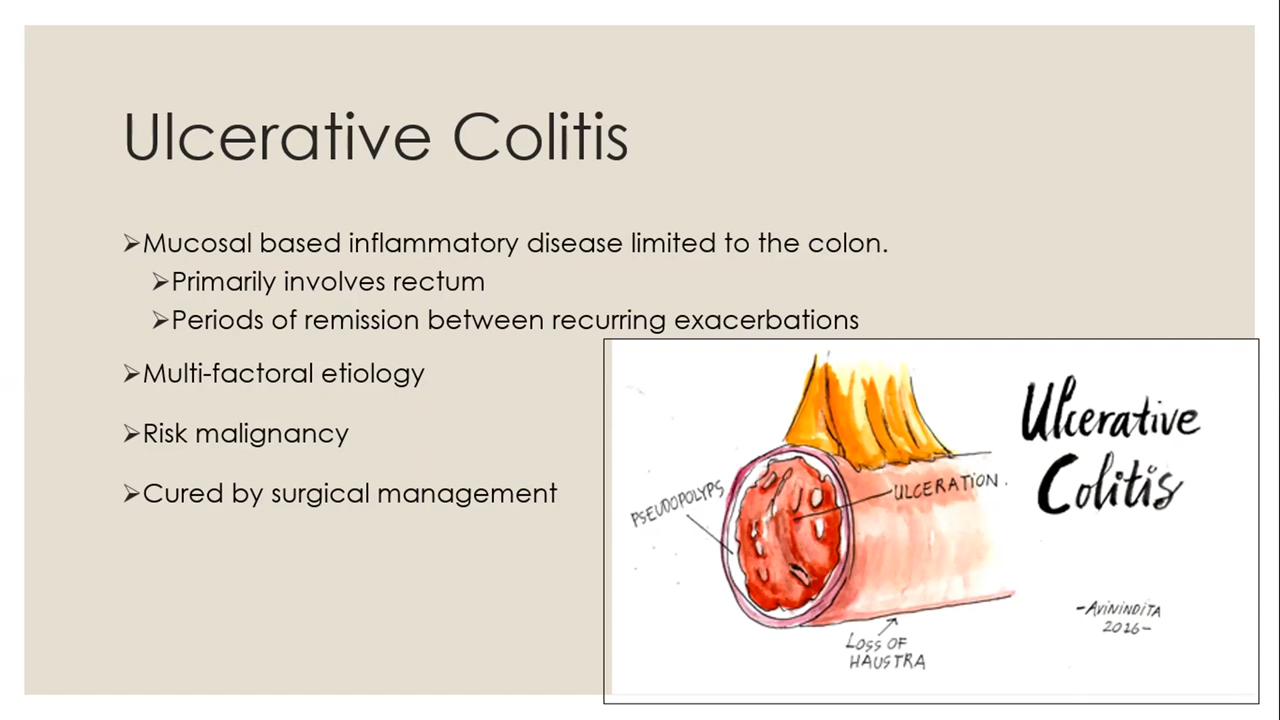 Ulcerative Colitis
➢Mucosal based inflammatory disease limited to the colon.
➢Primarily involves rectum
➢Periods of remission between recurring exacerbations
➢Multi-factoral etiology
➢Risk malignancy
➢Cured by surgical management
Ulcerative
Colitis
PSEUDOPOLYPS
ULCERATION.
LOSS OF
HAUSTRA
-AVININDITA
2016-